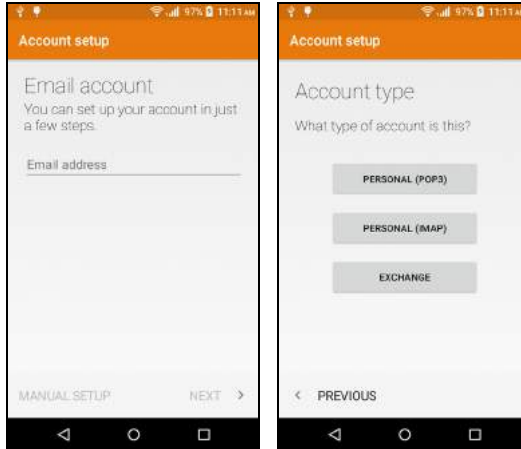 97% 11:11 AM
Account setup
Email account
You can set up your account in just
a few steps.
Email address
MANUAL SETUP
NEXT
97% 11:11 AM
Account setup
Account type
What type of account is this?
PERSONAL (POP3)
PERSONAL (IMAP)
EXCHANGE
PREVIOUS